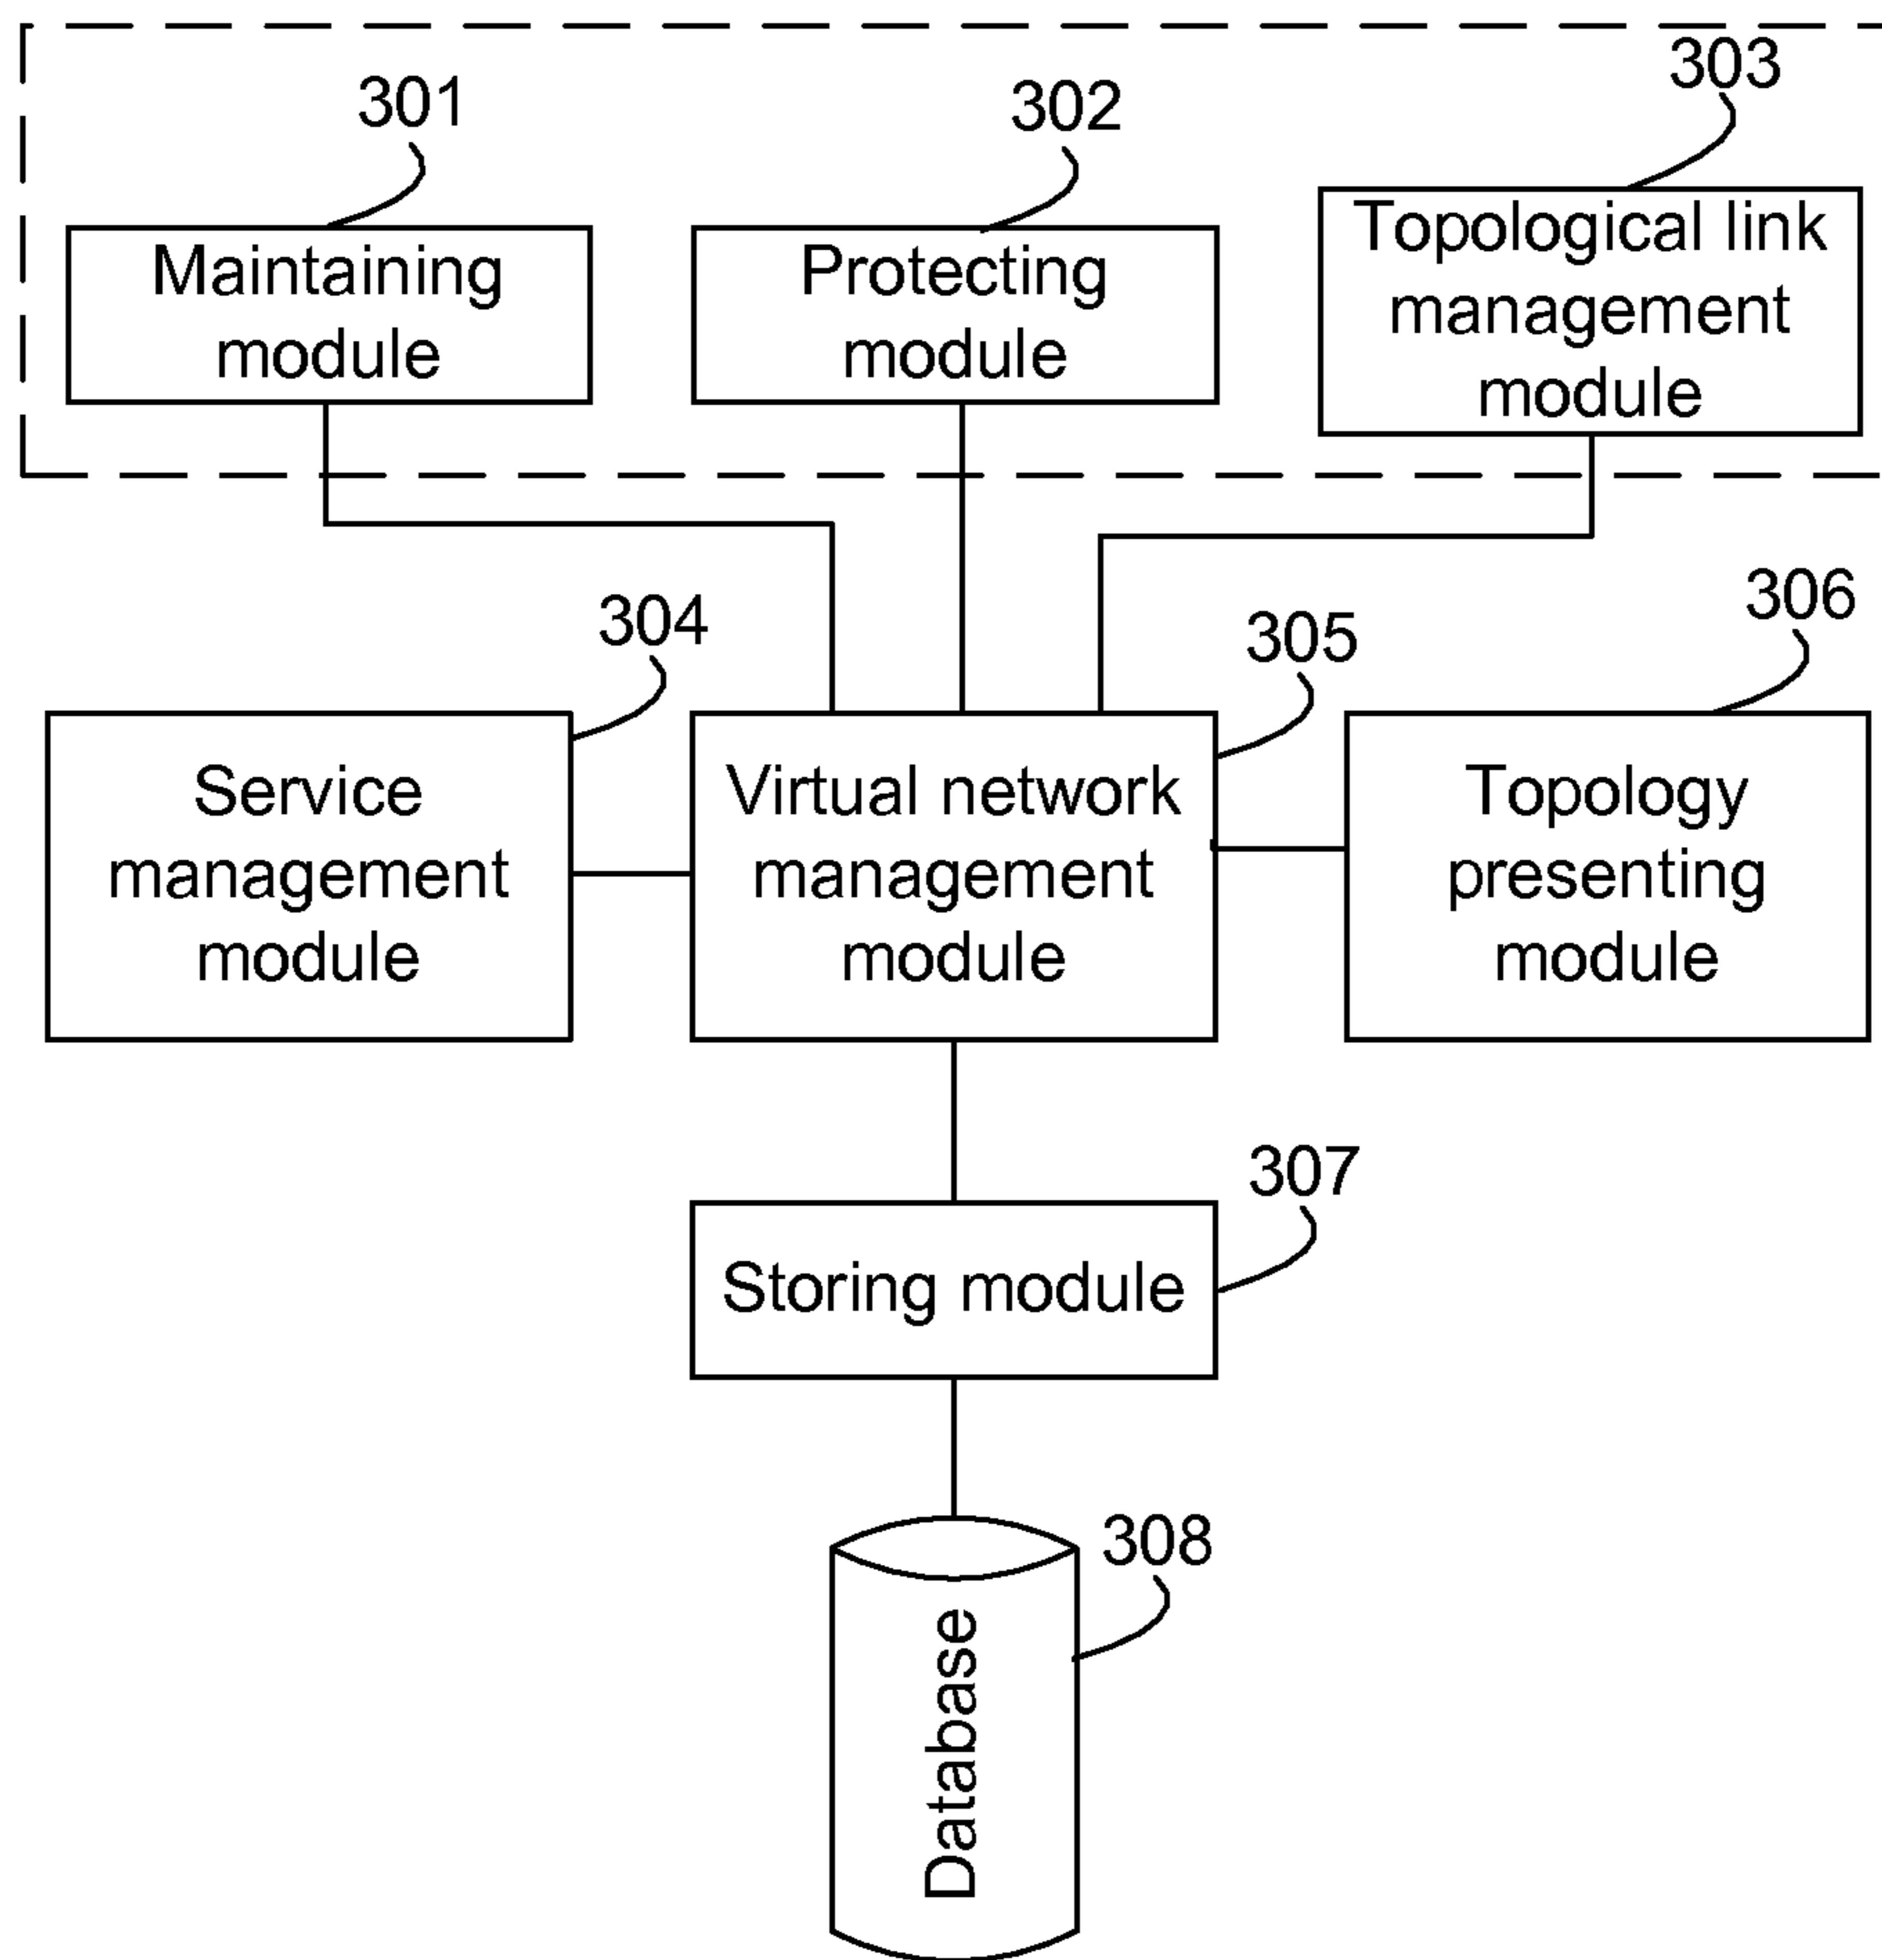 303
301
302
Maintaining
module
Protecting
module
Topological link
management
module
304
305
306
Service
management
module
Virtual network
management
module
Topology
presenting
module
307
Storing module
308
Database